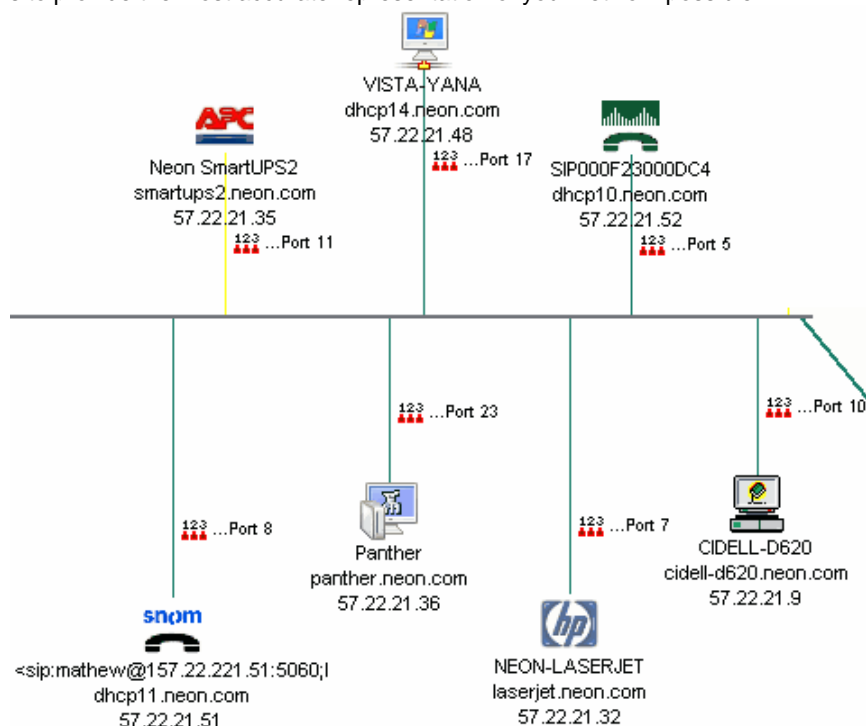 VISTA-YANA
dhcp14.neon.com
57.22.21.48
123 ...Port 17
APC
Neon SmartUPS2
smartups2.neon.com
57.22.21.35
123 ...Port 11
SIP000F23000DC4
dhcp10.neon.com
57.22.21.52
123 ...Port 5
123 ...Port 8
snom
<sip:mathew@157.22.221.51:5060;l
dhcp11.neon.com
57.22.21.51
123 ...Port 23
Panther
panther.neon.com
57.22.21.36
123 ...Port 7
hp
NEON-LASERJET
laserjet.neon.com
57.22.21.32
123 ...Port 10
CIDELL-D620
cidell-d620.neon.com
57.22.21.9